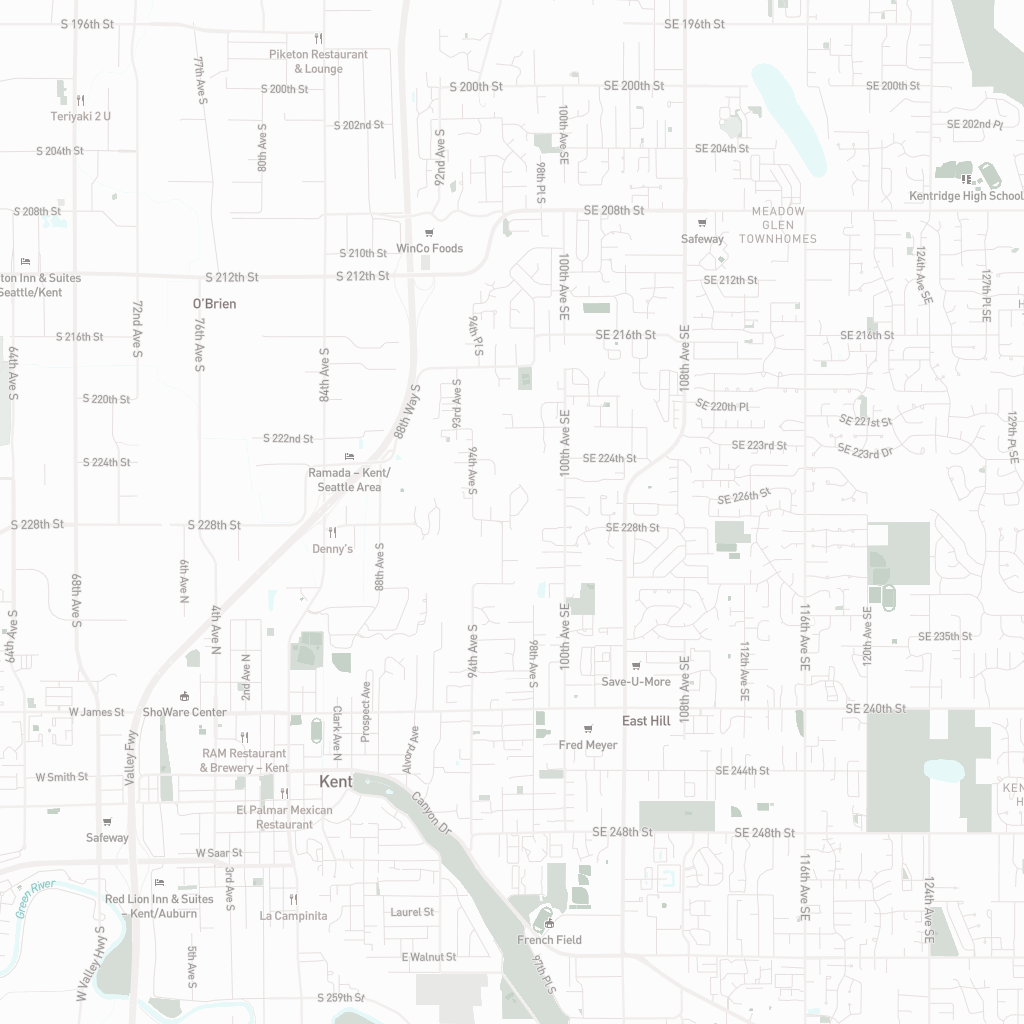 S 196th St
SE 196th St
Piketon Restaurant
& Lounge
77th Ave S
S 200th St
S 200th St
SE 200th St
SE 200th St
Teriyaki 2 U
S 202nd St
100th Ave SE
SE 202nd Pl
80th Ave S
92nd Ave S
S 204th St
SE 204th St
98th Pl S
Kentridge High School
S 208th St
SE 208th St
MEADOW
GLEN
TOWNHOMES
Safeway
WinCo Foods
S 210th St
S 212th St
S 212th St
SE 212th St
ton Inn & Suites
Seattle/Kent
100th Ave SE
124th Ave SE
127th Pl SE
O'Brien
72nd Ave S
76th Ave S
94th Pl S
S 216th St
SE 216th St
SE 216th St
64th Ave S
84th Ave S
108th Ave SE
88th Way S
93rd Ave S
S 220th St
SE 220th Pl
SE 221st St
100th Ave SE
129th Pl SE
S 222nd St
SE 223rd St
SE 223rd Dr
S 224th St
SE 224th St
94th Ave S
Ramada – Kent/
Seattle Area
SE 226th St
S 228th St
S 228th St
SE 228th St
Denny's
88th Ave S
6th Ave N
68th Ave S
4th Ave N
64th Ave S
94th Ave S
98th Ave S
100th Ave SE
116th Ave SE
120th Ave SE
SE 235th St
112th Ave SE
108th Ave SE
2nd Ave N
Save-U-More
Prospect Ave
Clark Ave N
W James St
ShoWare Center
SE 240th St
East Hill
Fred Meyer
Valley Fwy
Alvord Ave
RAM Restaurant
& Brewery – Kent
W Smith St
Kent
SE 244th St
KEN
H
El Palmar Mexican
Restaurant
Canyon Dr
Safeway
SE 248th St
SE 248th St
W Saar St
3rd Ave S
116th Ave SE
124th Ave SE
Green River
Red Lion Inn & Suites
– Kent/Auburn
La Campinita
Laurel St
French Field
W Valley Hwy S
5th Ave S
E Walnut St
97th Pl S
S 259th St